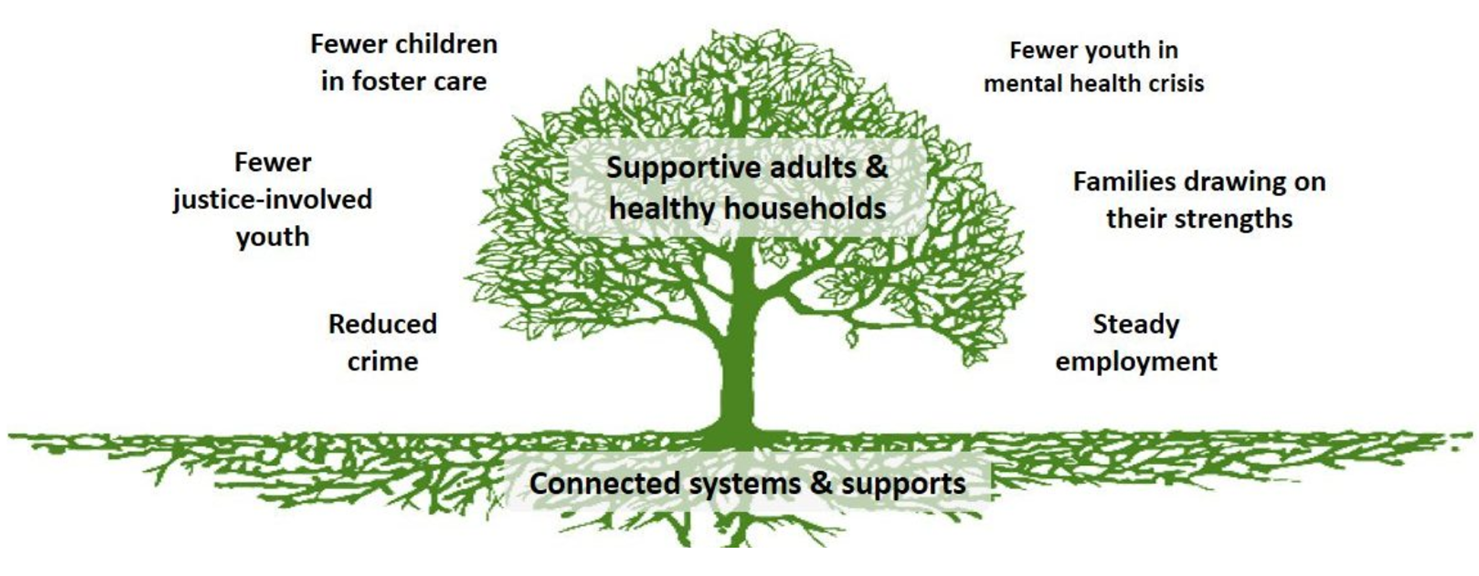 Fewer children
in foster care
Fewer youth in
mental health crisis
Fewer
justice-involved
youth
Supportive adults &
healthy households
Families drawing on
their strengths
Reduced
crime
Steady
employment
Connected systems & supports